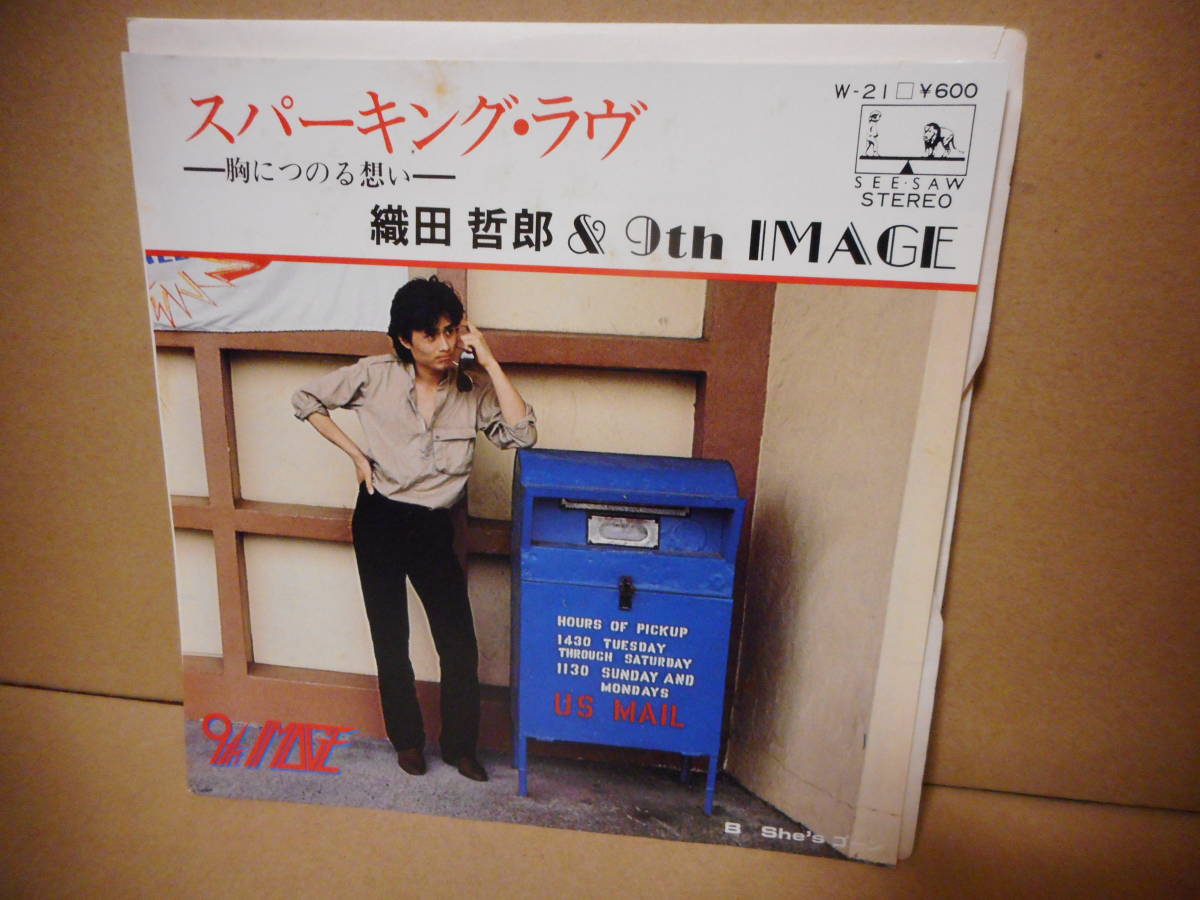 スパーキング・ラヴ
―胸につのる想い―
織田 哲郎 & 9th IMAGE
W-21□¥600
SEE・SAW
STEREO
HOURS OF PICKUP
1430 TUESDAY
THROUGH SATURDAY
1130 SUNDAY AND
MONDAYS
US MAIL
9th IMAGE
B She's